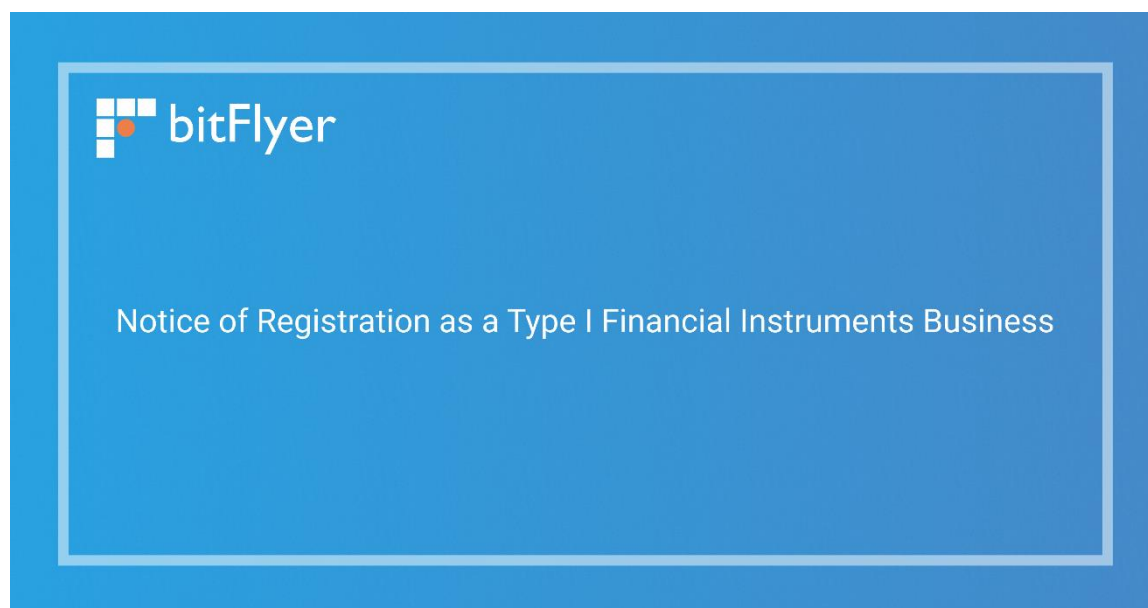 bitFlyer
Notice of Registration as a Type I Financial Instruments Business